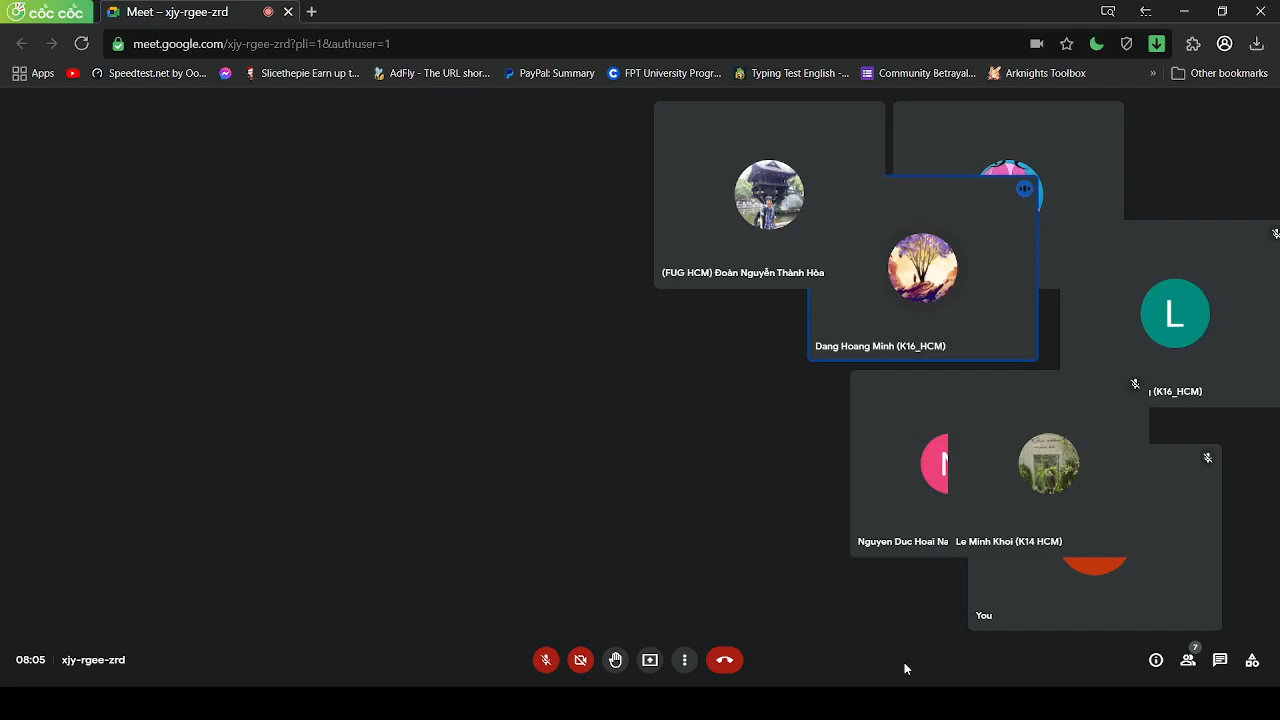 cốc cốc
Meet – xjy-rgee-zrd
meet.google.com/xjy-rgee-zrd?pli=1&authuser=1
Apps
Speedtest.net by Oo...
Slicethepie Earn up t...
AdFly - The URL shor...
PayPal: Summary
FPT University Progr...
Typing Test English -...
Community Betrayal...
Arknights Toolbox
»
Other bookmarks
(FUG HCM) Đoàn Nguyễn Thành Hòa
Dang Hoang Minh (K16_HCM)
L
(K16_HCM)
Nguyen Duc Hoai Na
Le Minh Khoi (K14 HCM)
You
08:05
xjy-rgee-zrd
7